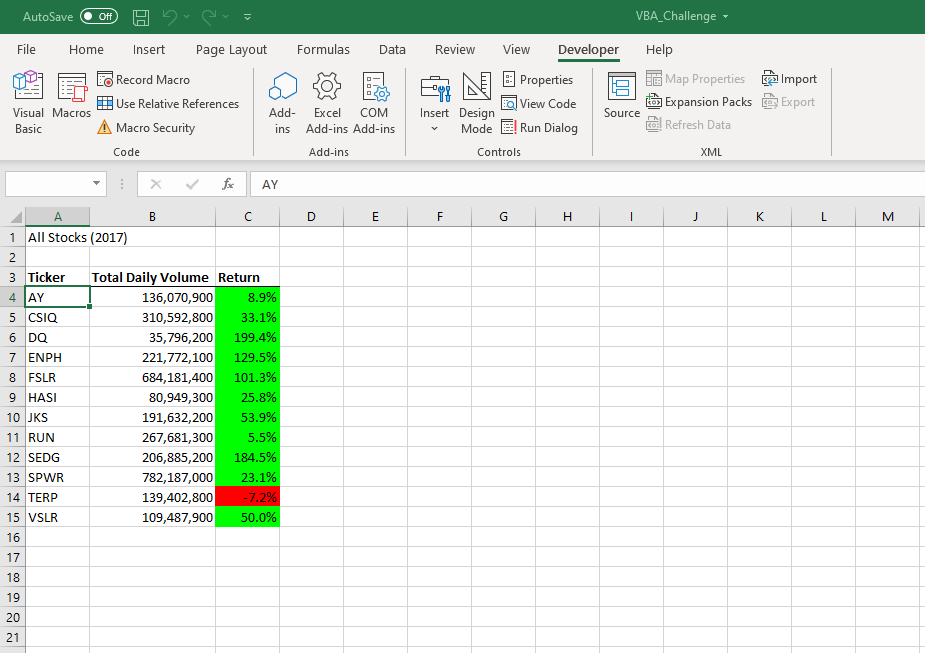 AutoSave Off VBA_Challenge
File Home Insert Page Layout Formulas Data Review View Developer Help
Visual Basic
Macros
Record Macro
Use Relative References
Macro Security
Code
Add-ins
Excel Add-ins
COM Add-ins
Add-ins
Insert
Design Mode
Properties
View Code
Run Dialog
Controls
Source
Map Properties
Expansion Packs
Refresh Data
Import
Export
XML
fx AY
A B C D E F G H I J K L M
1 All Stocks (2017)
2
3 Ticker Total Daily Volume Return
4 AY 136,070,900 8.9%
5 CSIQ 310,592,800 33.1%
6 DQ 35,796,200 199.4%
7 ENPH 221,772,100 129.5%
8 FSLR 684,181,400 101.3%
9 HASI 80,949,300 25.8%
10 JKS 191,632,200 53.9%
11 RUN 267,681,300 5.5%
12 SEDG 206,885,200 184.5%
13 SPWR 782,187,000 23.1%
14 TERP 139,402,800 -7.2%
15 VSLR 109,487,900 50.0%
16
17
18
19
20
21